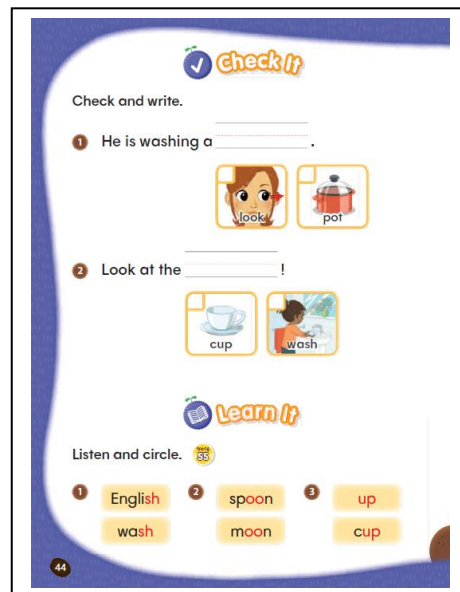 Check It
Check and write.
1 He is washing a .
look pot
2 Look at the !
cup wash
Learn It
Listen and circle. Track 55
1 English 2 spoon 3 up
wash moon cup
44